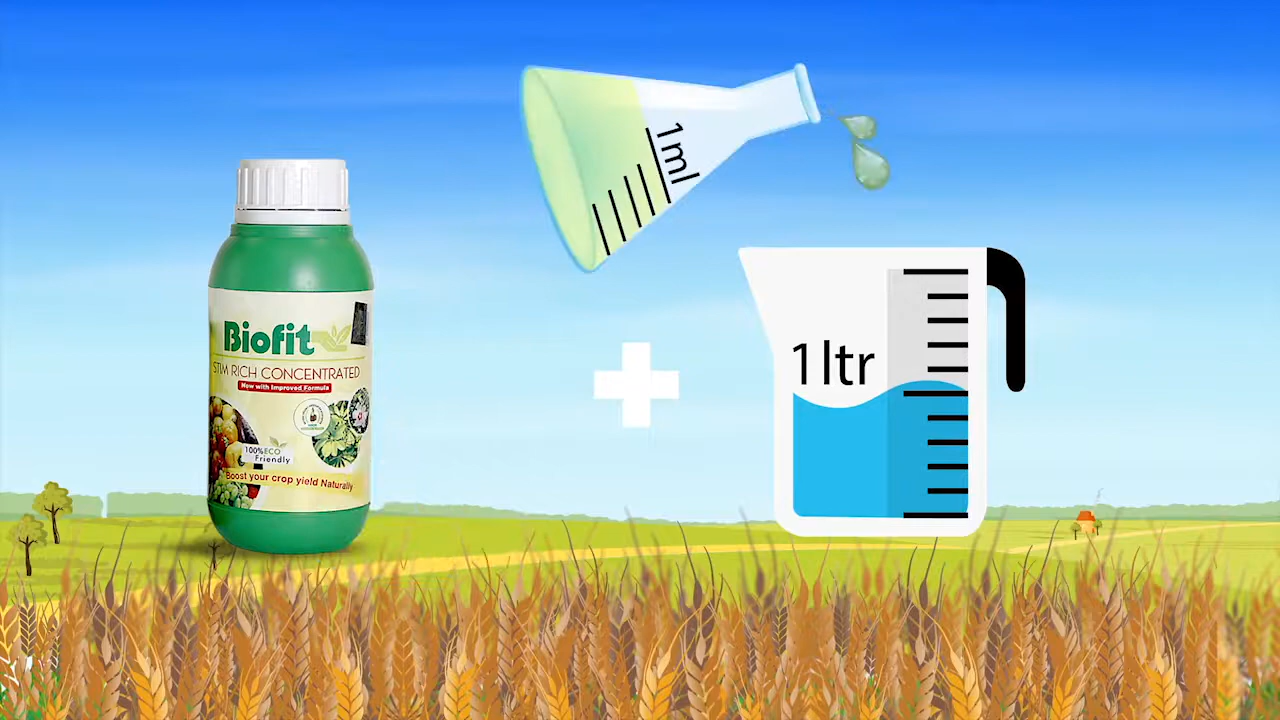 Biofit
STIM RICH CONCENTRATED
Now with Improved Formula
100%ECO
Friendly
Boost your crop yield Naturally
1ml
1 ltr